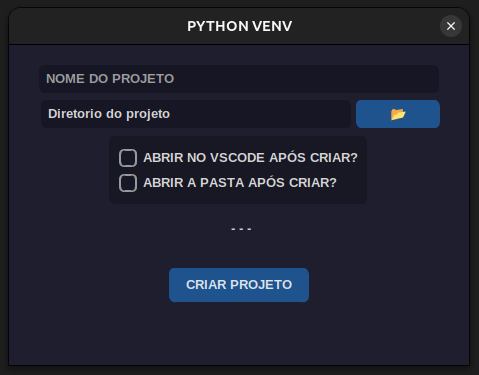 PYTHON VENV
NOME DO PROJETO
Diretorio do projeto
ABRIR NO VSCODE APÓS CRIAR?
ABRIR A PASTA APÓS CRIAR?
---
CRIAR PROJETO